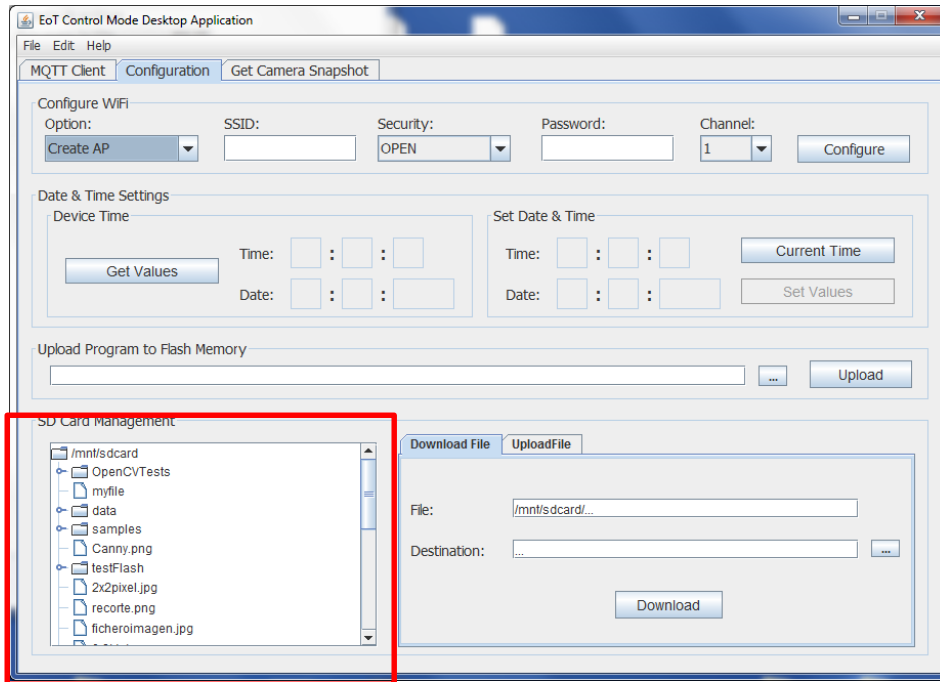 EoT Control Mode Desktop Application
File Edit Help
MQTT Client Configuration Get Camera Snapshot
Configure WiFi
Option: SSID: Security: Password: Channel:
Create AP OPEN 1 Configure
Date & Time Settings
Device Time Set Date & Time
Time: : : Time: : : Current Time
Get Values
Date: : : Date: : : Set Values
Upload Program to Flash Memory
... Upload
SD Card Management
Download File UploadFile
/mnt/sdcard
OpenCVTests
myfile
data
File: /mnt/sdcard/...
samples
Canny.png
Destination: ... ...
testFlash
2x2pixel.jpg
recorte.png
Download
ficheroimagen.jpg